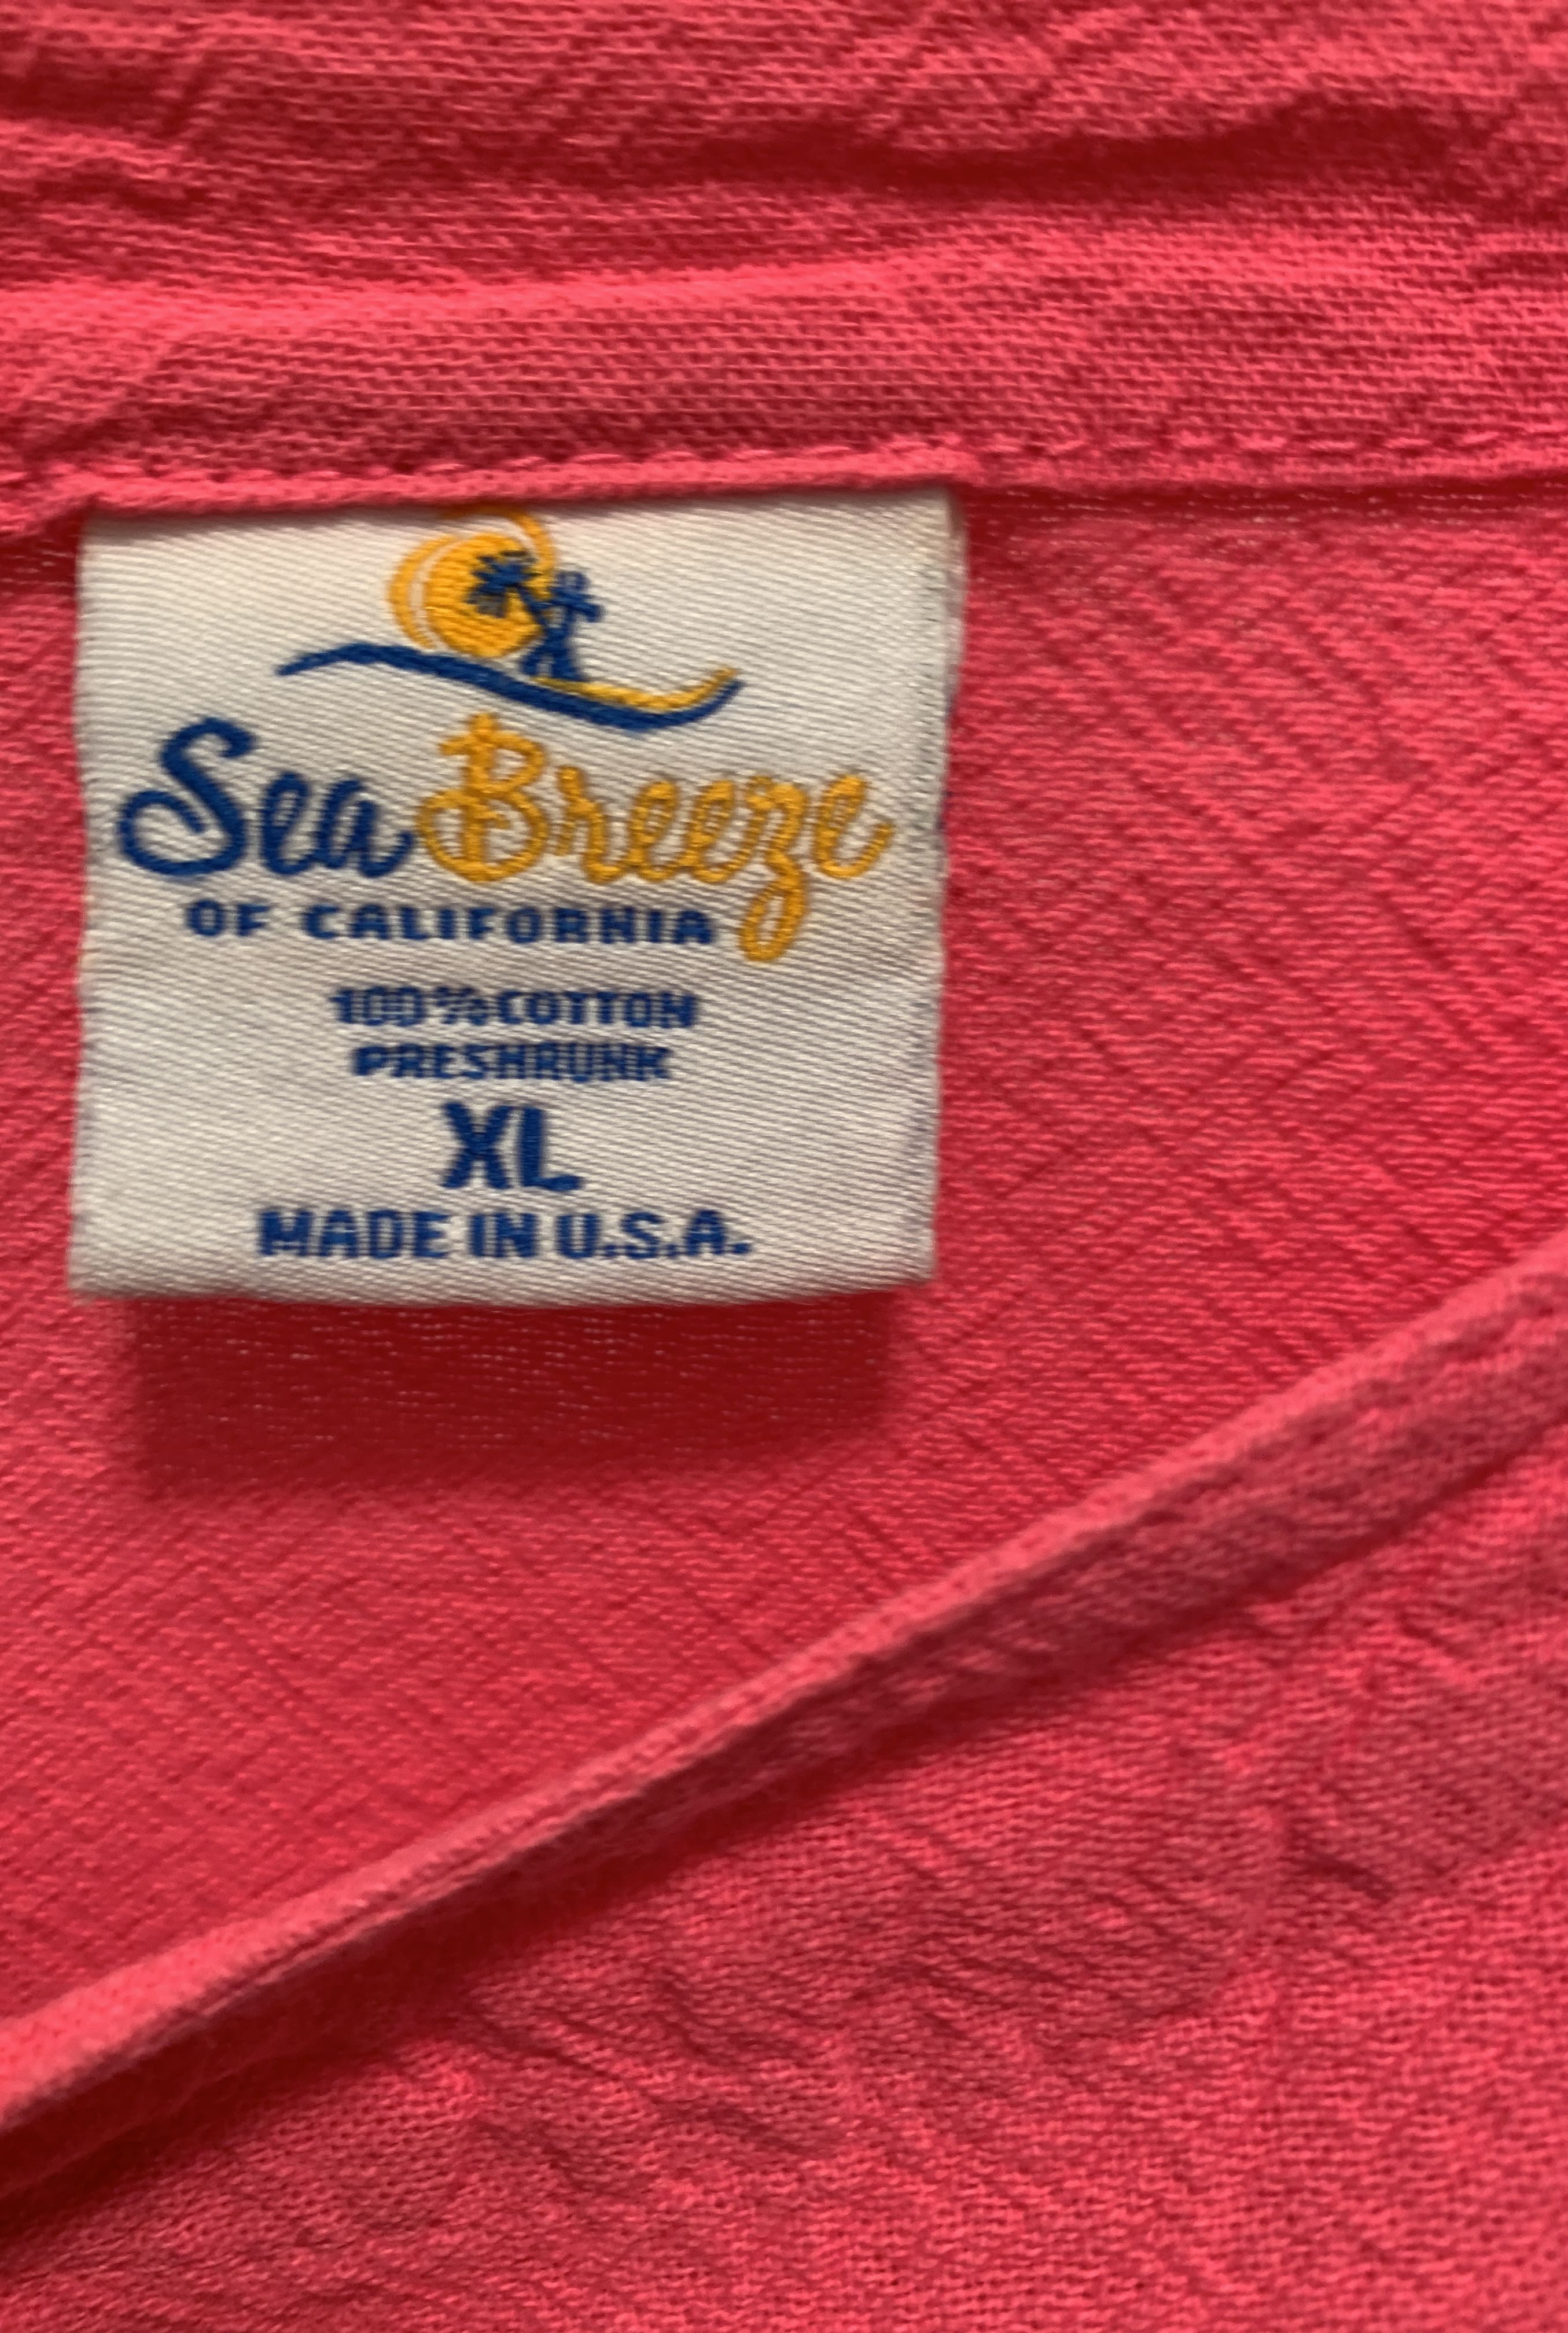 Sea Breeze
OF CALIFORNIA
100% COTTON
PRESHRUNK
XL
MADE IN U.S.A.